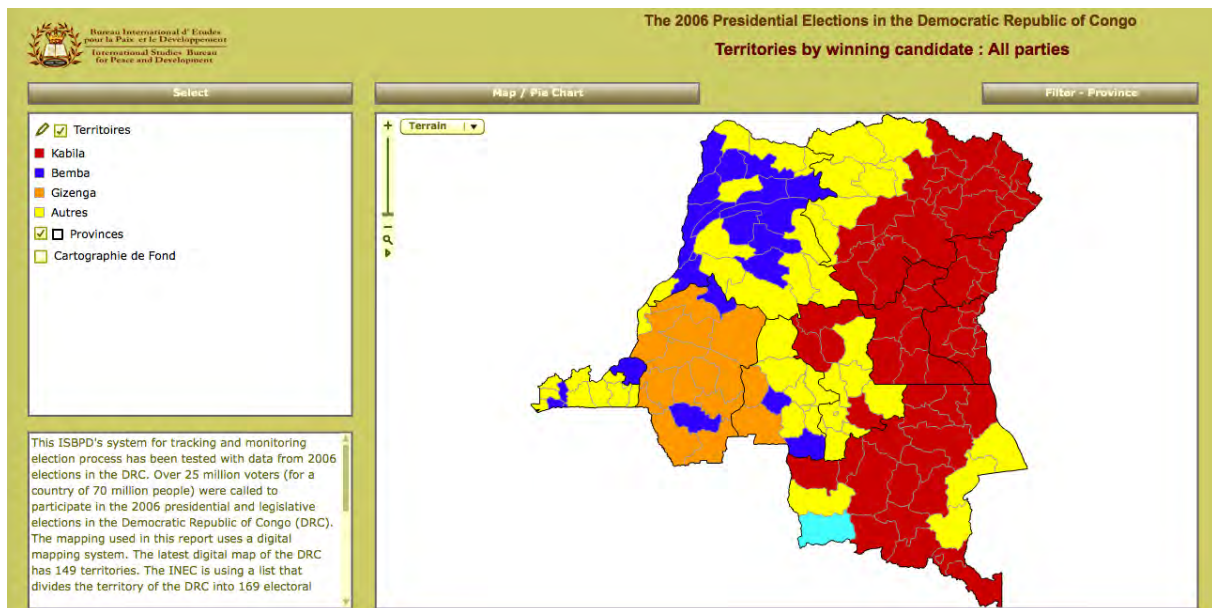 Bureau International d' Etudes
pour la Paix et le Développement
International Studies Bureau
for Peace and Development
The 2006 Presidential Elections in the Democratic Republic of Congo
Territories by winning candidate : All parties
Select
Map / Pie Chart
Filter - Province
Territoires
Kabila
Bemba
Gizenga
Autres
Provinces
Cartographie de Fond
Terrain
This ISBPD's system for tracking and monitoring
election process has been tested with data from 2006
elections in the DRC. Over 25 million voters (for a
country of 70 million people) were called to
participate in the 2006 presidential and legislative
elections in the Democratic Republic of Congo (DRC).
The mapping used in this report uses a digital
mapping system. The latest digital map of the DRC
has 149 territories. The INEC is using a list that
divides the territory of the DRC into 169 electoral